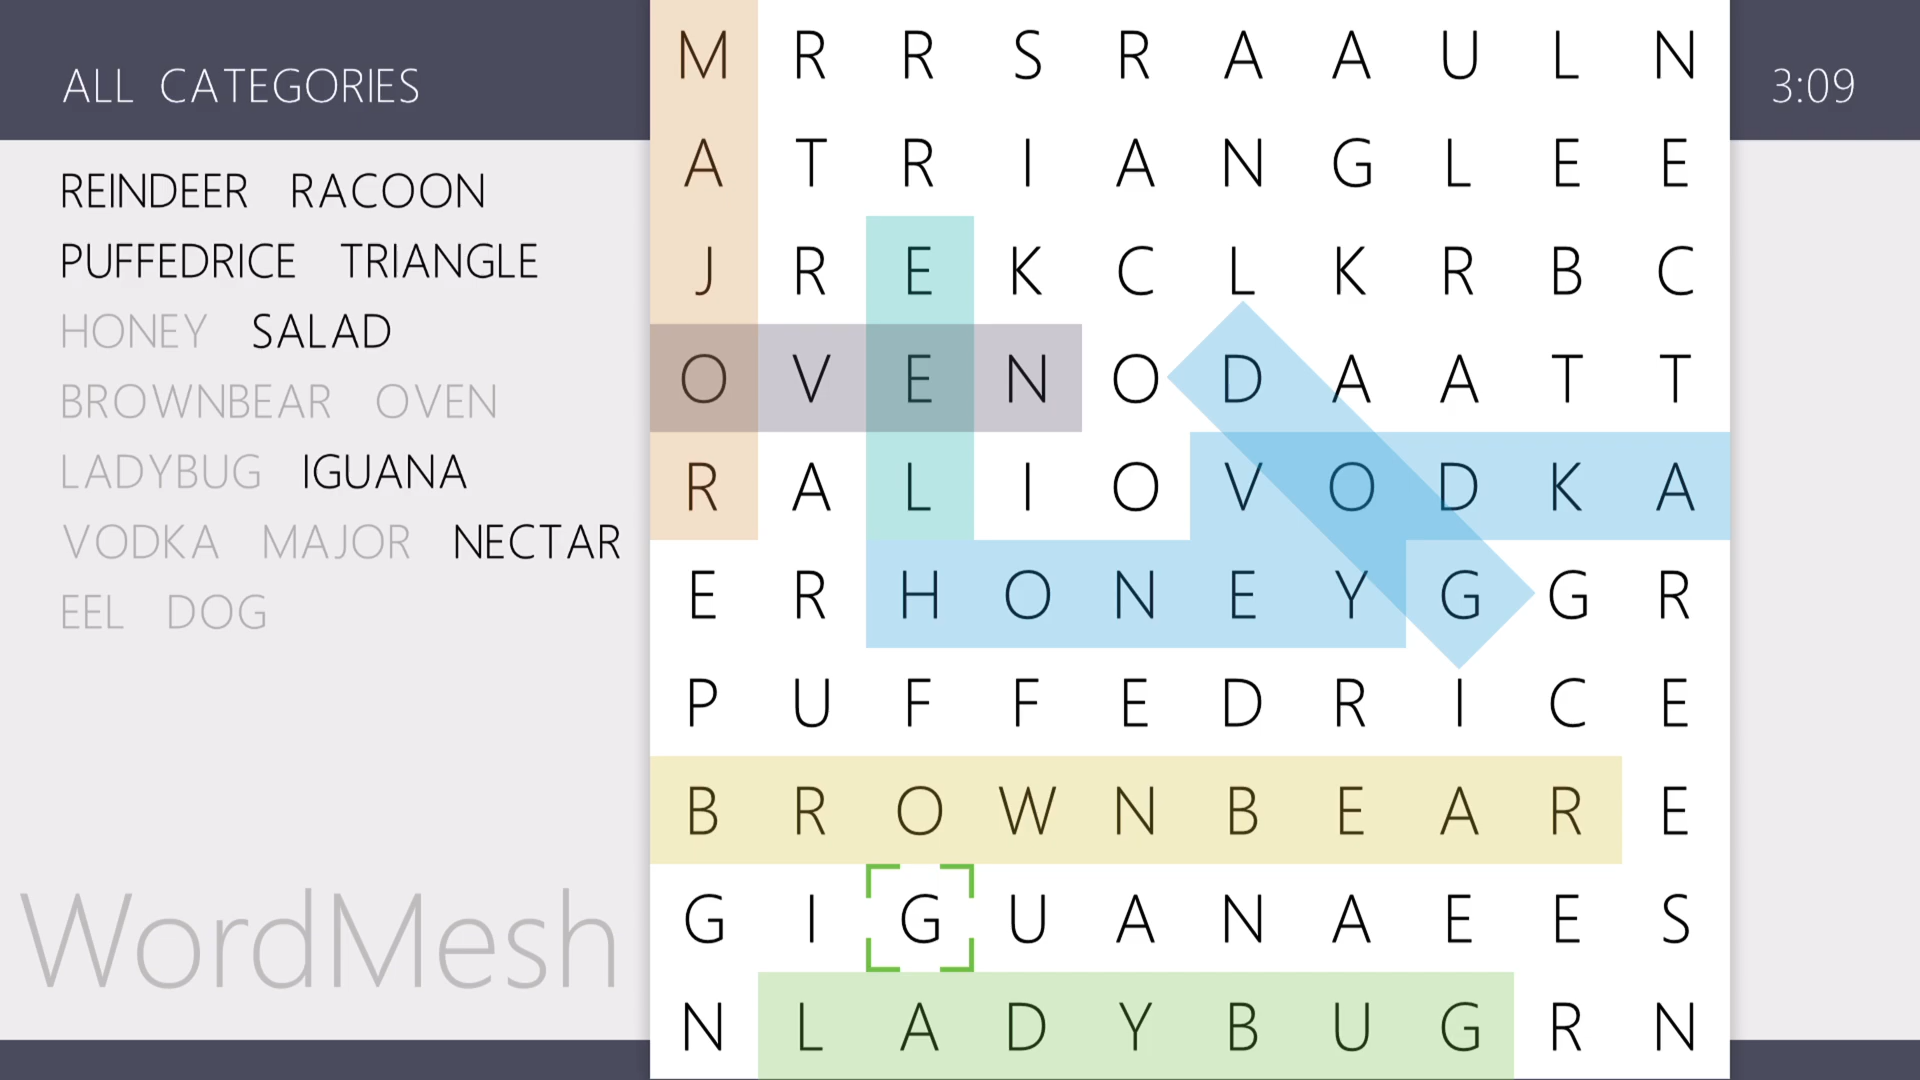 ALL CATEGORIES
3:09
REINDEER RACOON
PUFFEDRICE TRIANGLE
HONEY SALAD
BROWNBEAR OVEN
LADYBUG IGUANA
VODKA MAJOR NECTAR
EEL DOG
WordMesh
M R R S R A A U L N
A T R I A N G L E E
J R E K C L K R B C
O V E N O D A A T T
R A L I O V O D K A
E R H O N E Y G G R
P U F F E D R I C E
B R O W N B E A R E
G I G U A N A E E S
N L A D Y B U G R N